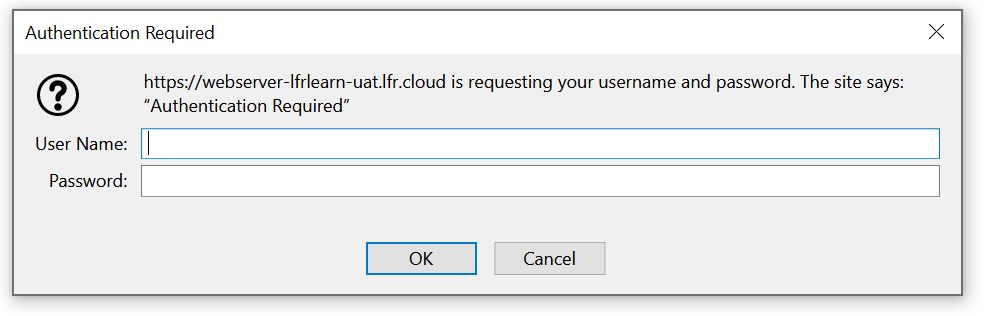 Authentication Required
https://webserver-lfrlearn-uat.lfr.cloud is requesting your username and password. The site says:
“Authentication Required”
User Name:
Password:
OK
Cancel